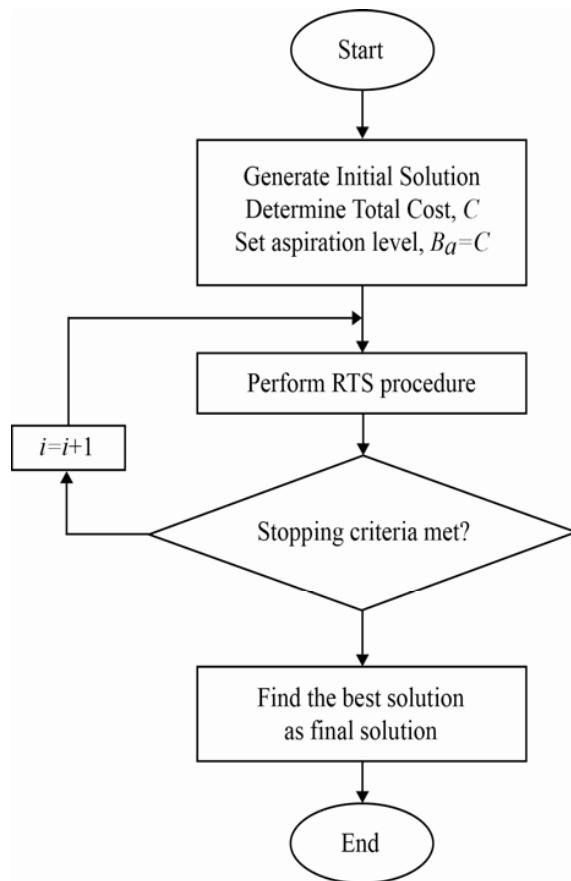 Start
Generate Initial Solution
Determine Total Cost, C
Set aspiration level, Ba=C
Perform RTS procedure
i=i+1
Stopping criteria met?
Find the best solution
as final solution
End